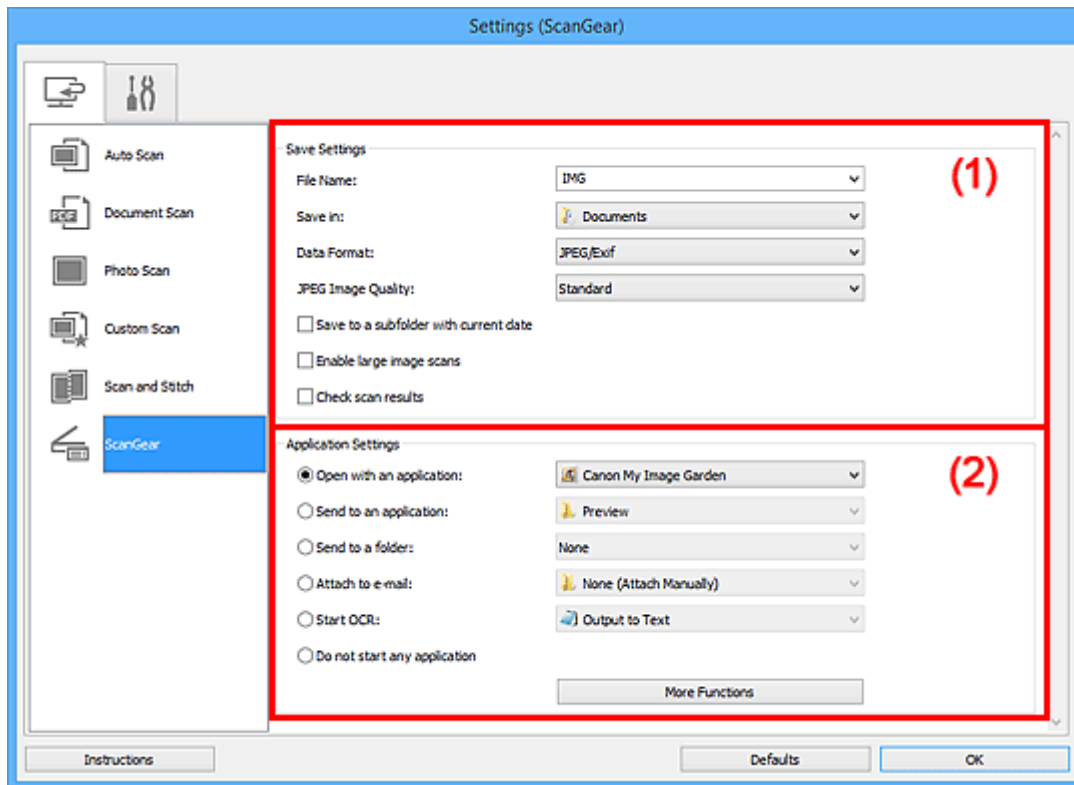 Settings (ScanGear)
Auto Scan
Document Scan
Photo Scan
Custom Scan
Scan and Stitch
ScanGear
Save Settings
(1)
File Name: IMG
Save in: Documents
Data Format: JPEG/Exif
JPEG Image Quality: Standard
Save to a subfolder with current date
Enable large image scans
Check scan results
Application Settings
(2)
Open with an application: Canon My Image Garden
Send to an application: Preview
Send to a folder: None
Attach to e-mail: None (Attach Manually)
Start OCR: Output to Text
Do not start any application
More Functions
Instructions Defaults OK